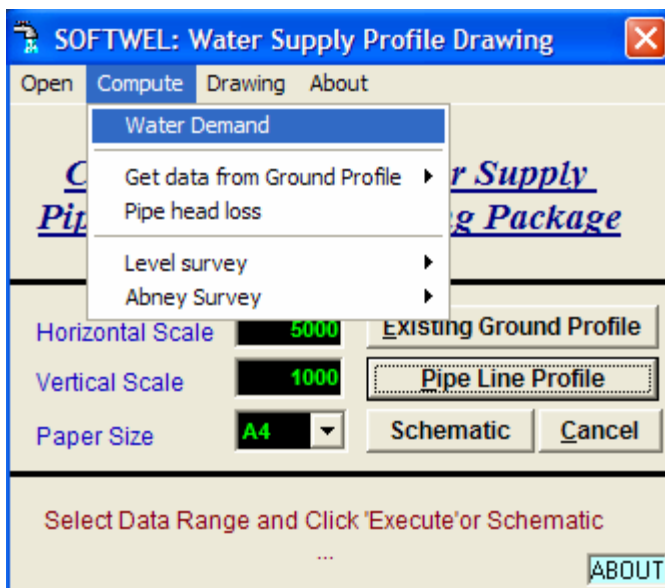 SOFTWEL: Water Supply Profile Drawing
Open Compute Drawing About
Water Demand
Get data from Ground Profile
Pipe head loss
Level survey
Abney Survey
Supply
Package
Horizontal Scale 5000 Existing Ground Profile
Vertical Scale 1000 Pipe Line Profile
Paper Size A4 Schematic Cancel
Select Data Range and Click 'Execute'or Schematic
...
ABOUT